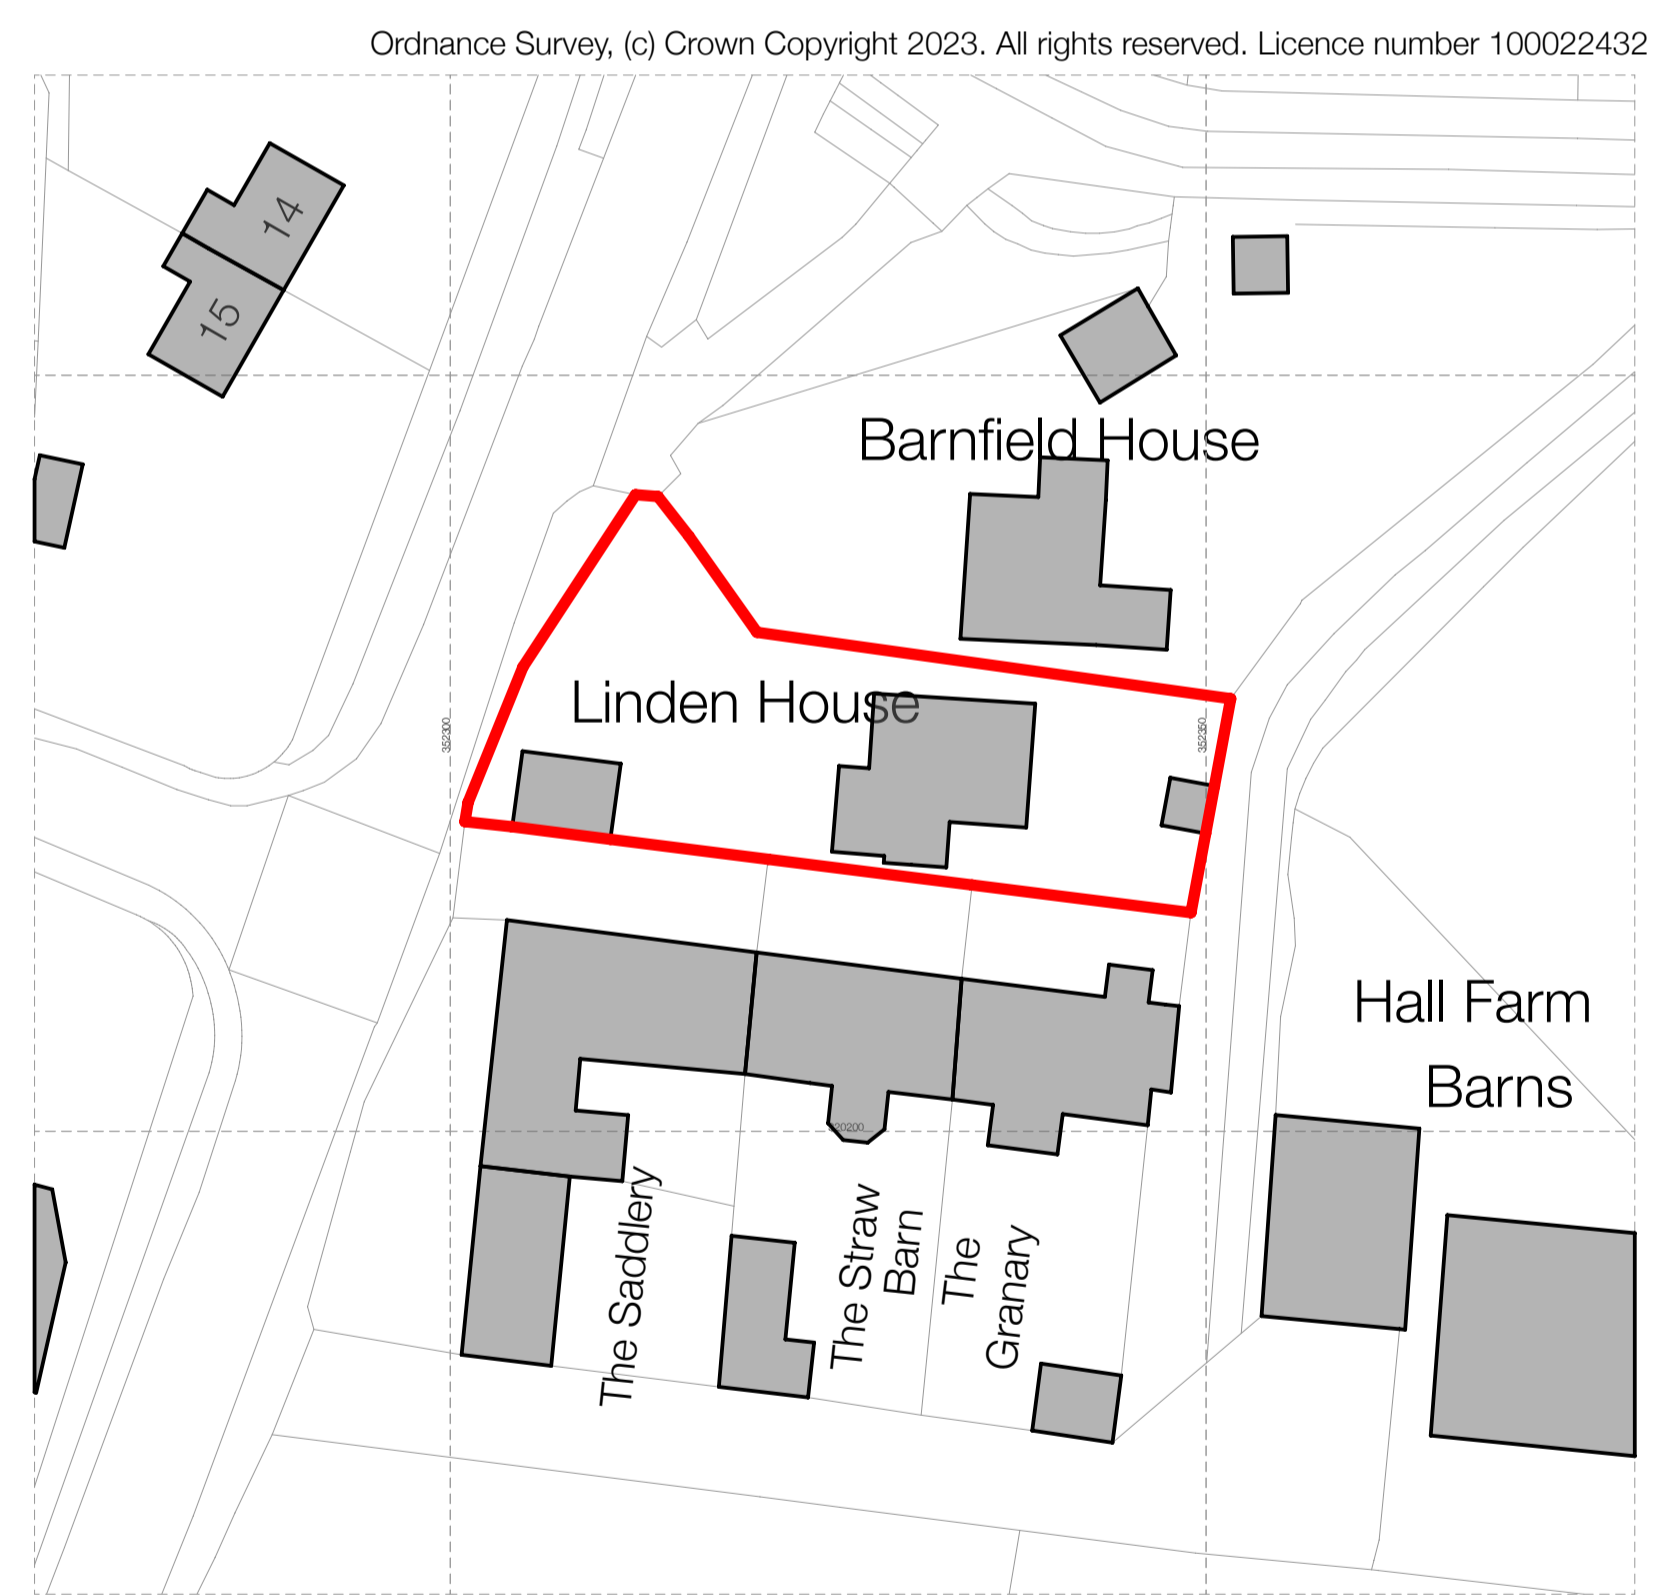 Ordnance Survey, (c) Crown Copyright 2023. All rights reserved. Licence number 100022432
14
15
Barnfield House
Linden House
352300
352350
Hall Farm
Barns
320200
The Saddlery
The Straw
Barn
The
Granary